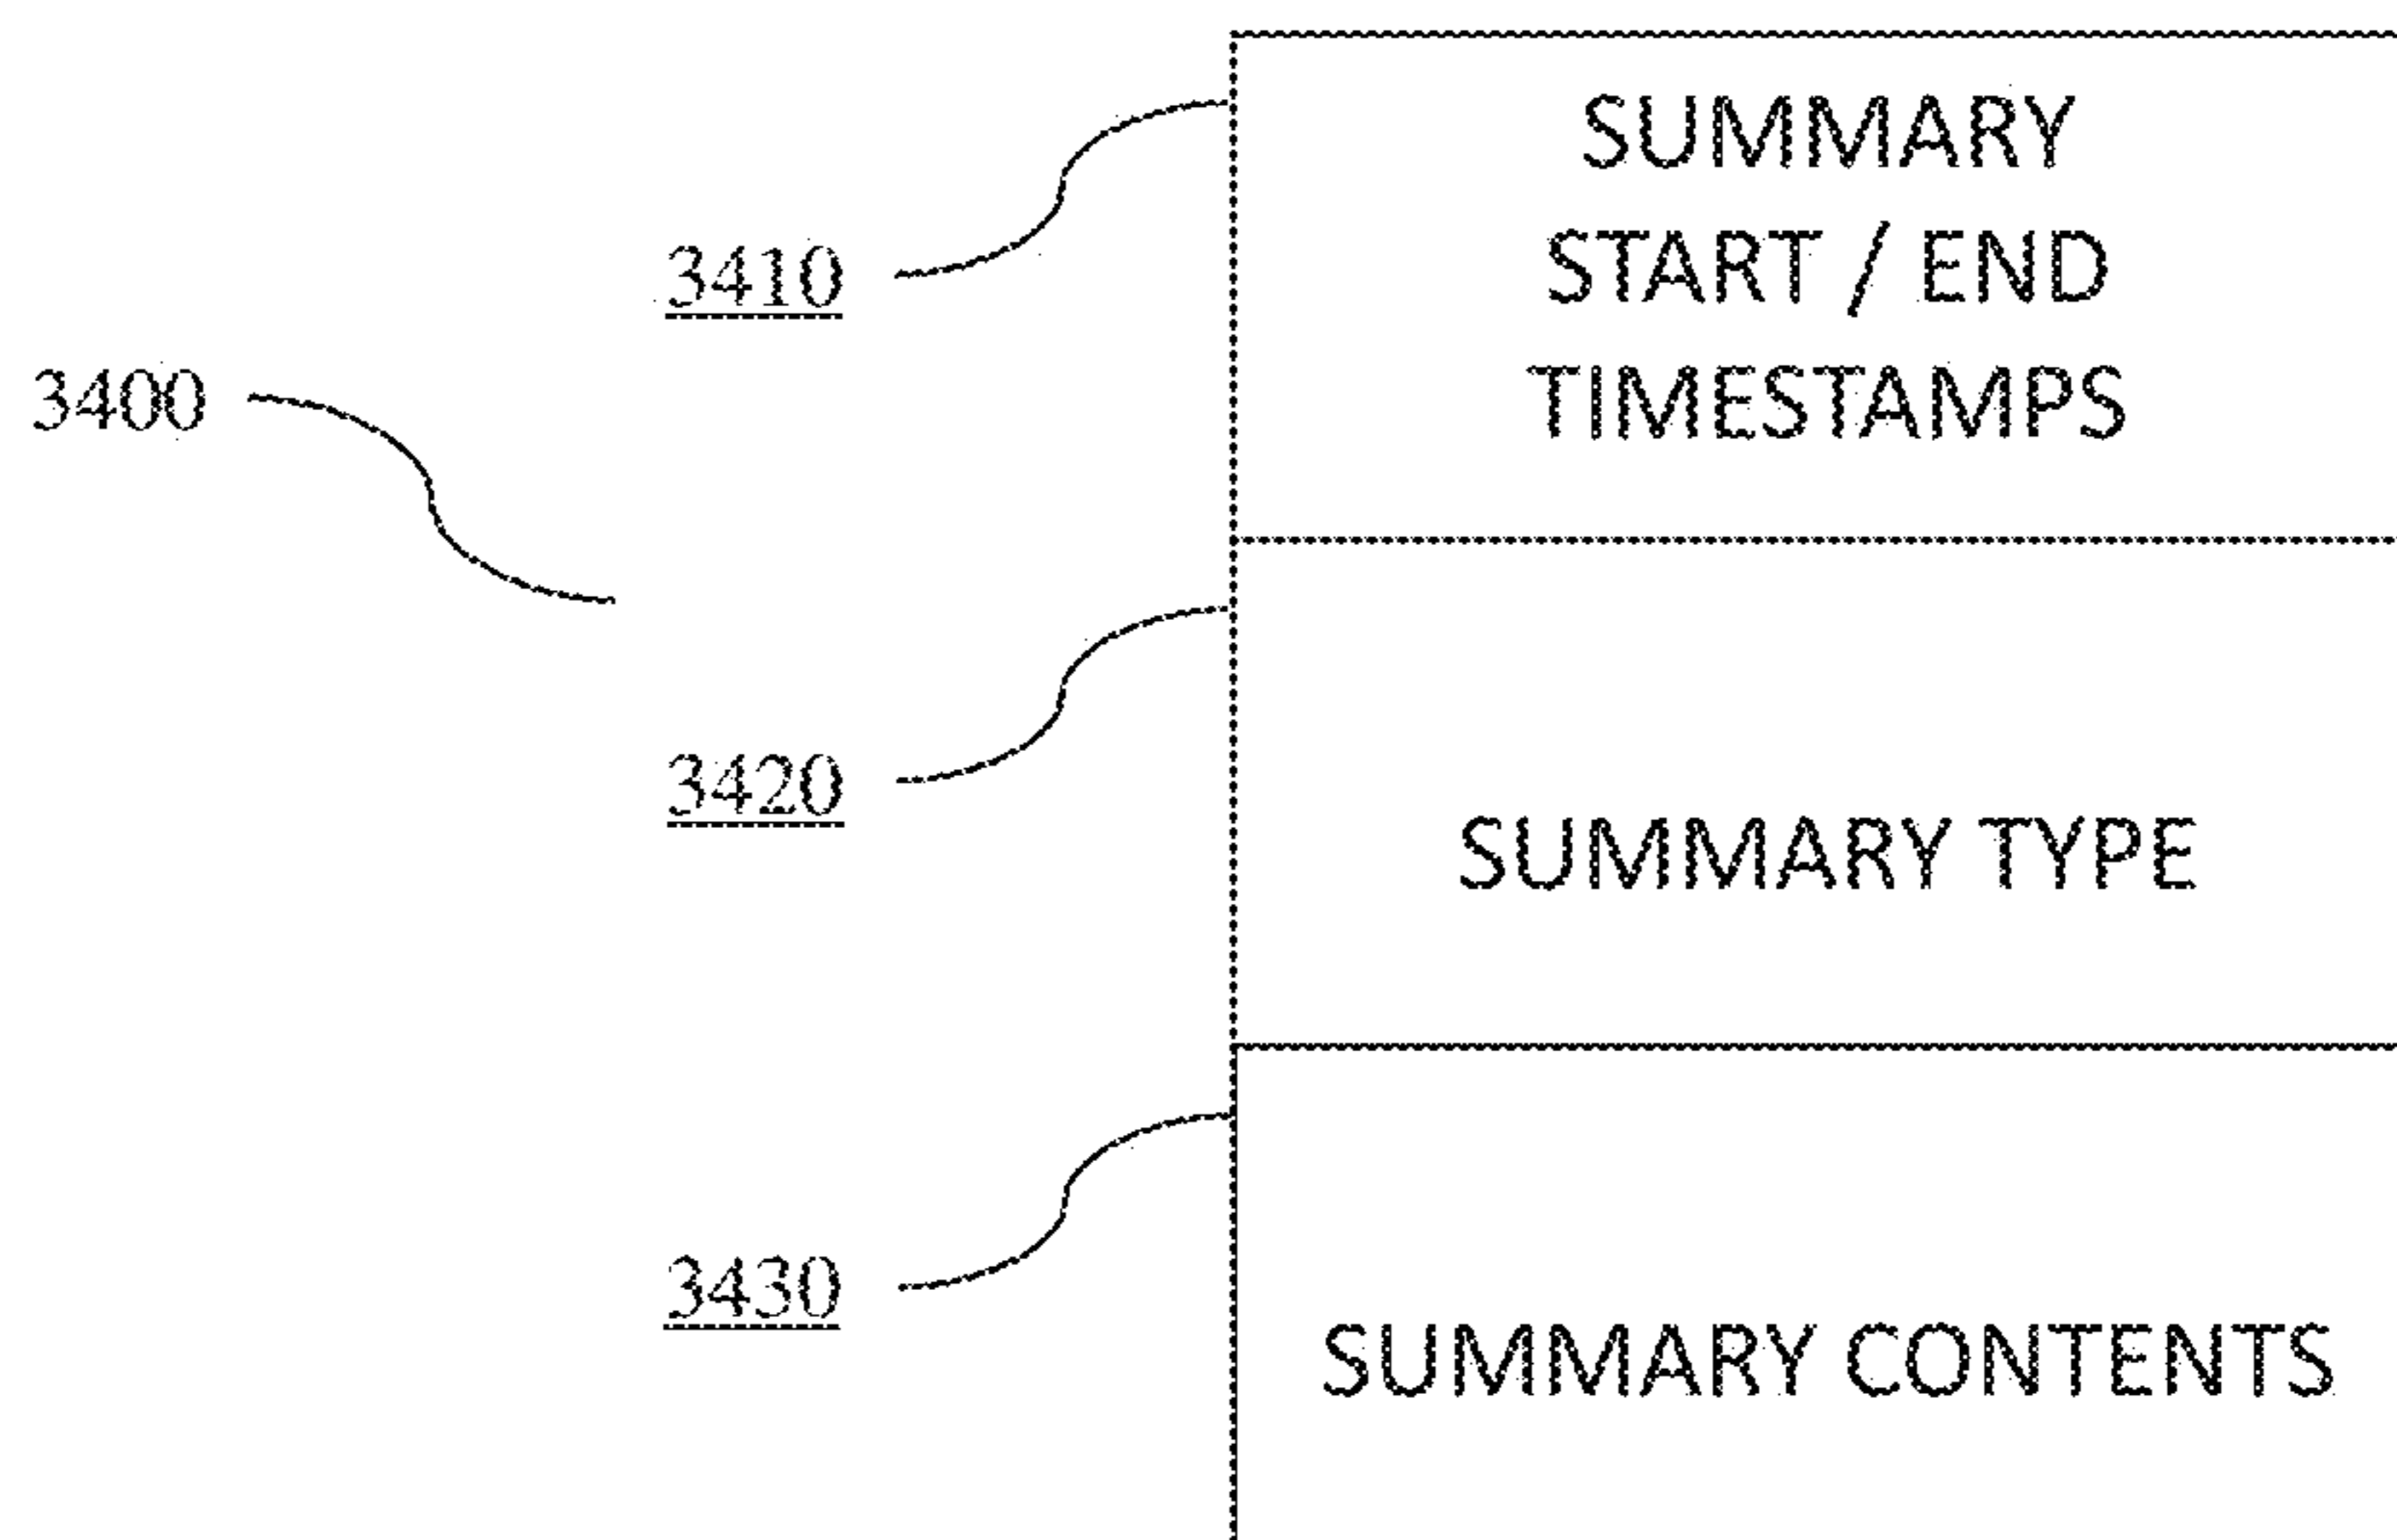 SUMMARY
START / END
TIMESTAMPS
3410
3400
3420
SUMMARY TYPE
3430
SUMMARY CONTENTS